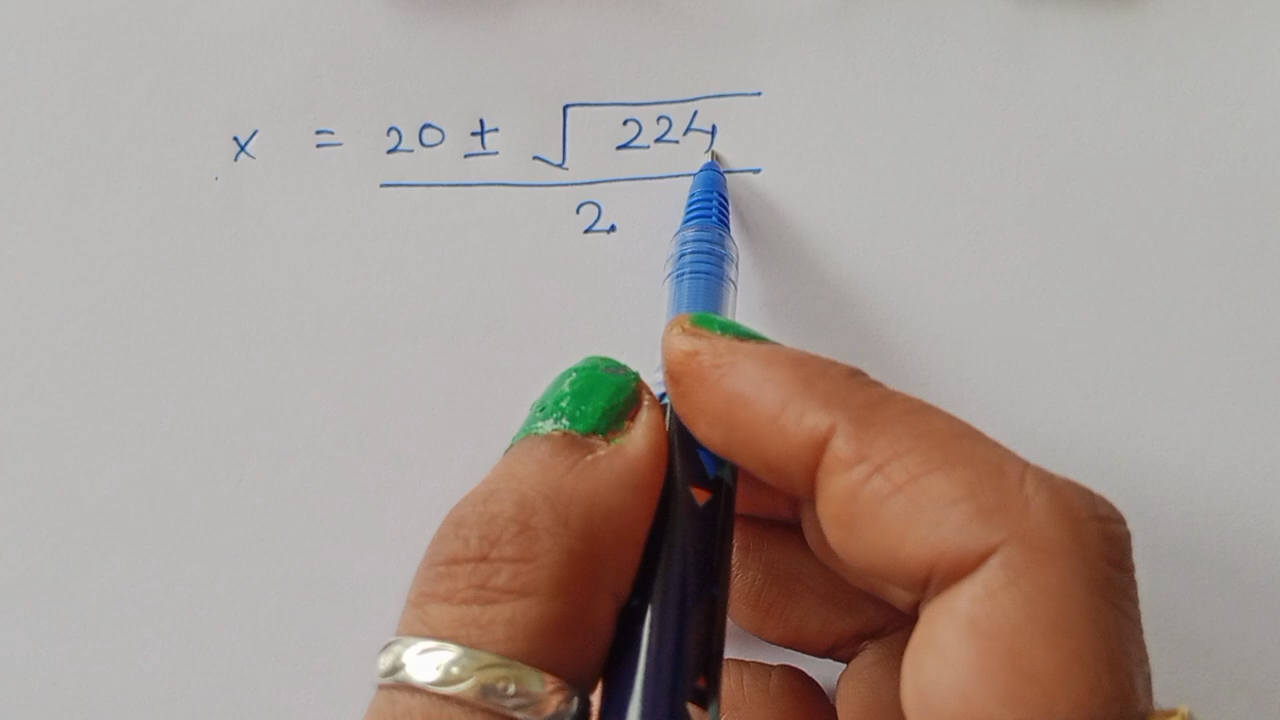 x = 20 ± √224
2